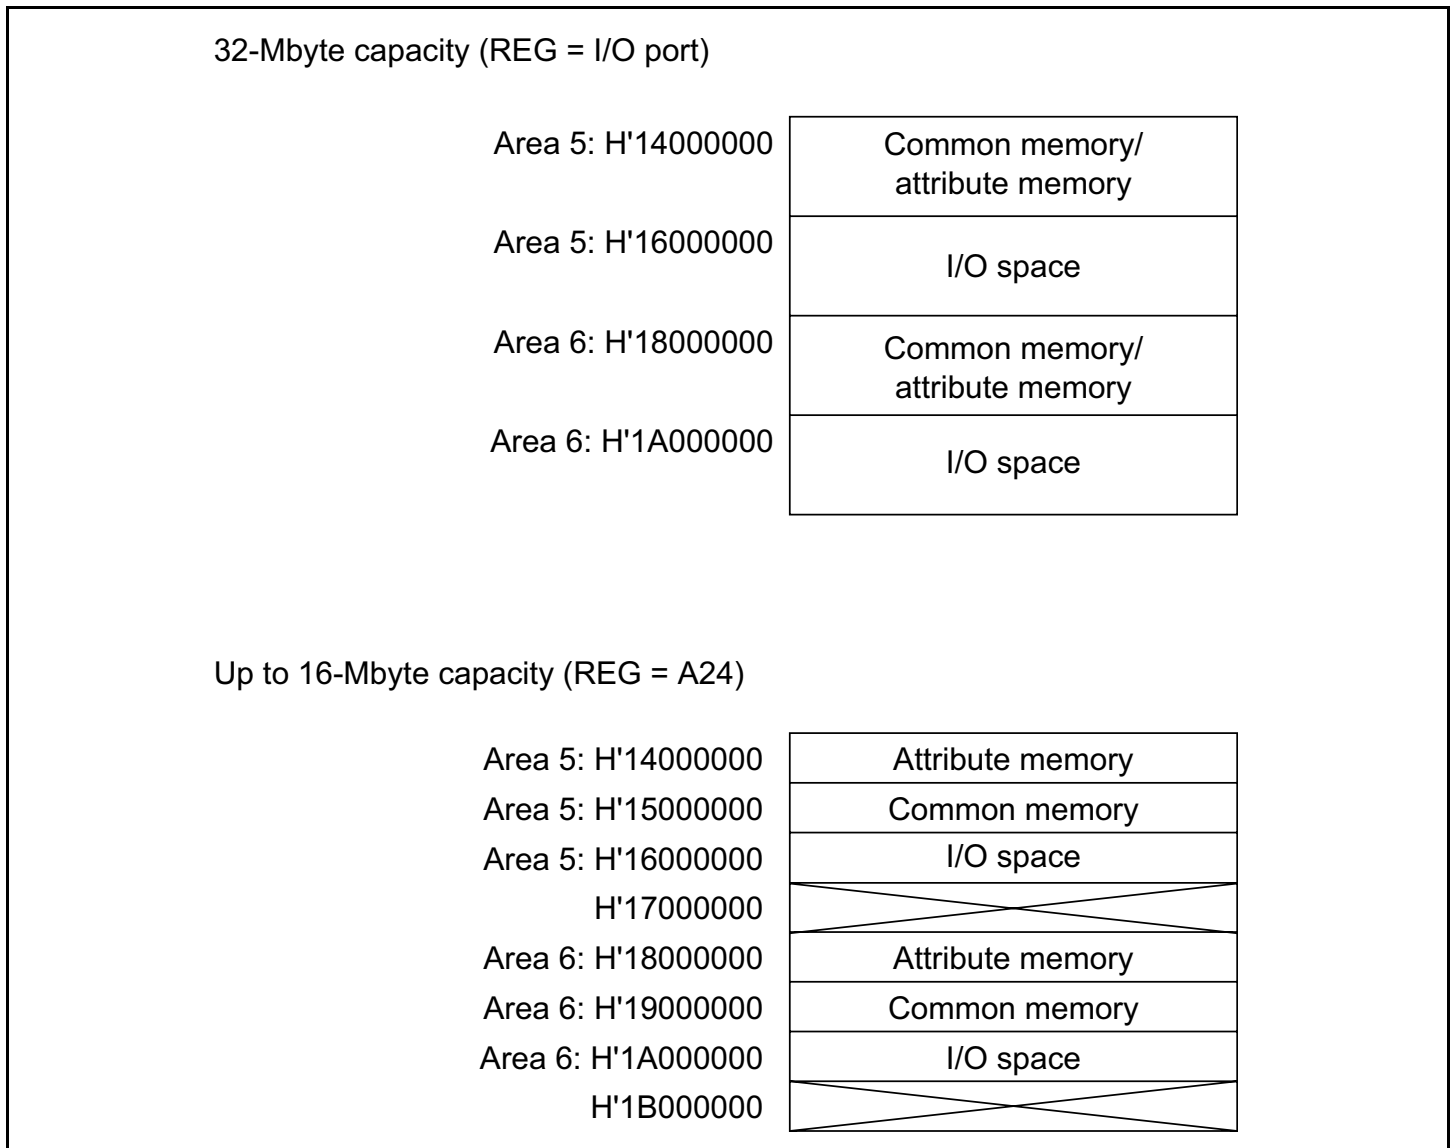 32-Mbyte capacity (REG = I/O port)
Area 5: H'14000000
Common memory/
attribute memory
Area 5: H'16000000
I/O space
Area 6: H'18000000
Common memory/
attribute memory
Area 6: H'1A000000
I/O space
Up to 16-Mbyte capacity (REG = A24)
Area 5: H'14000000 Attribute memory
Area 5: H'15000000 Common memory
Area 5: H'16000000 I/O space
H'17000000
Area 6: H'18000000 Attribute memory
Area 6: H'19000000 Common memory
Area 6: H'1A000000 I/O space
H'1B000000